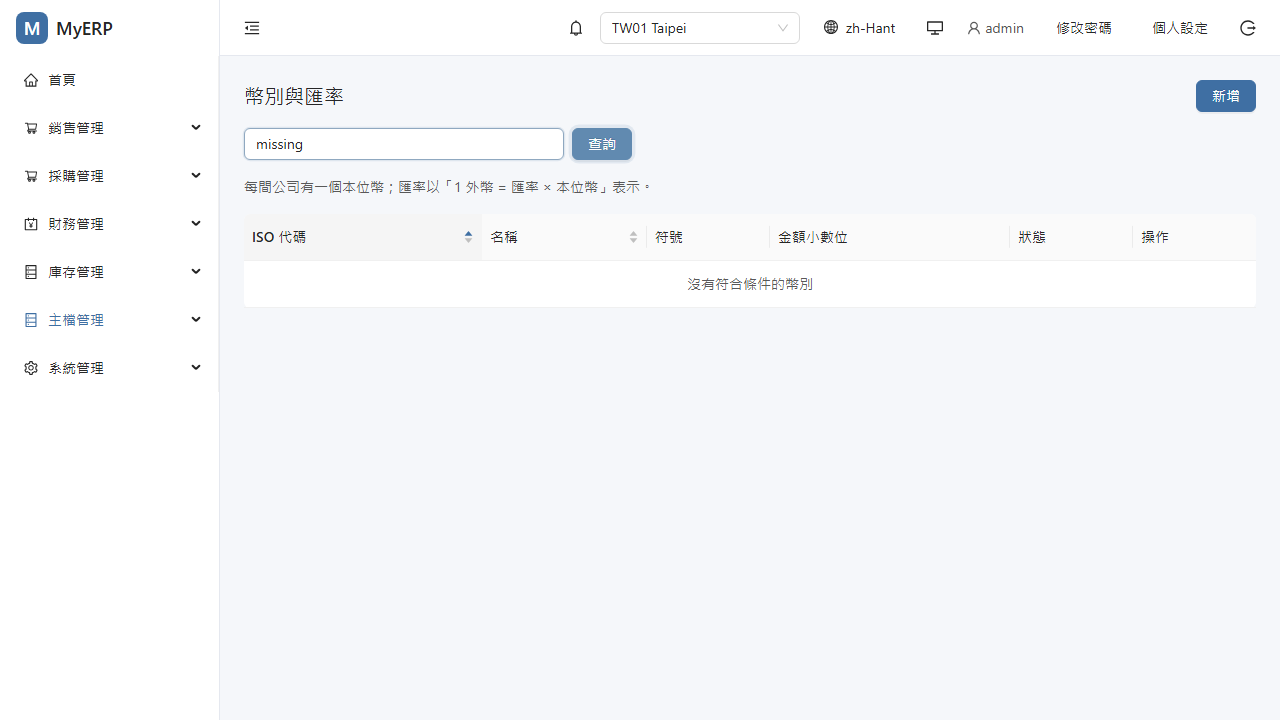 M MyERP
TW01 Taipei
zh-Hant
admin
修改密碼
個人設定
首頁
銷售管理
採購管理
財務管理
庫存管理
主檔管理
系統管理
幣別與匯率
新增
missing
查詢
每間公司有一個本位幣；匯率以「1 外幣 = 匯率 × 本位幣」表示。
ISO 代碼 名稱 符號 金額小數位 狀態 操作
沒有符合條件的幣別